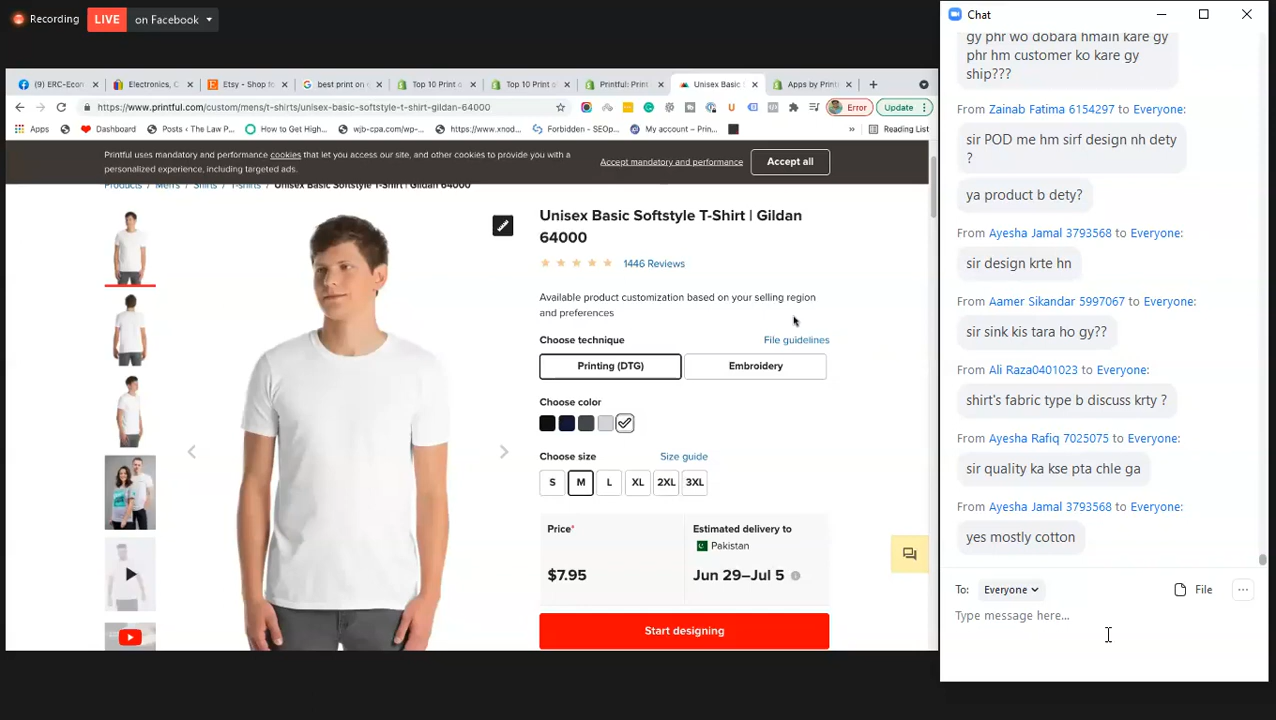 Recording LIVE on Facebook
(9) ERC-Econ
Electronics, C
Etsy - Shop fo
best print on
Top 10 Print o
Top 10 Print o
Printful: Print
Unisex Basic
Apps by Printf
https://www.printful.com/custom/mens/t-shirts/unisex-basic-softstyle-t-shirt-gildan-64000
Error
Update
Apps
Dashboard
Posts ‹ The Law P...
How to Get High...
wjb-cpa.com/wp-...
https://www.xnod...
Forbidden - SEOp...
My account – Prin...
»
Reading List
Printful uses mandatory and performance cookies that let you access our site, and other cookies to provide you with a
personalized experience, including targeted ads.
Accept mandatory and performance
Accept all
Products
Men's
Shirts
T-shirts
Unisex Basic Softstyle T-Shirt | Gildan 64000
Unisex Basic Softstyle T-Shirt | Gildan
64000
1446 Reviews
Available product customization based on your selling region
and preferences
Choose technique
File guidelines
Printing (DTG)
Embroidery
Choose color
Choose size
Size guide
S M L XL 2XL 3XL
Price*
Estimated delivery to
Pakistan
$7.95
Jun 29–Jul 5
Start designing
Chat
gy phr wo dobara hmain kare gy
phr hm customer ko kare gy
ship???
From Zainab Fatima 6154297 to Everyone:
sir POD me hm sirf design nh dety
?
ya product b dety?
From Ayesha Jamal 3793568 to Everyone:
sir design krte hn
From Aamer Sikandar 5997067 to Everyone:
sir sink kis tara ho gy??
From Ali Raza0401023 to Everyone:
shirt's fabric type b discuss krty ?
From Ayesha Rafiq 7025075 to Everyone:
sir quality ka kse pta chle ga
From Ayesha Jamal 3793568 to Everyone:
yes mostly cotton
To: Everyone
File
Type message here...